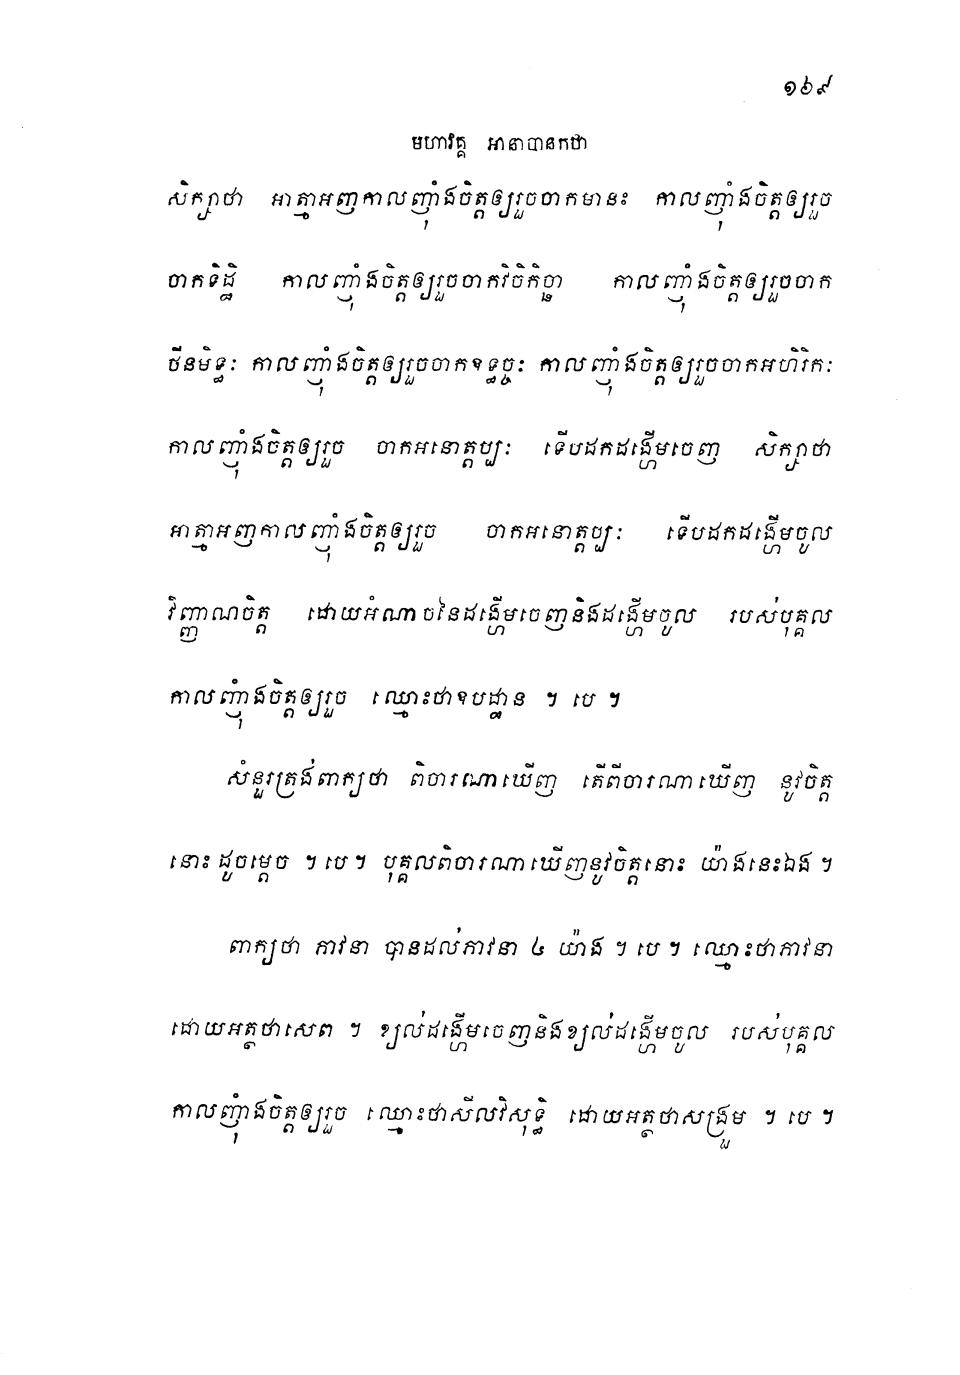 ១៦៩
មហាវគ្គ អានាបានកថា
សិក្សាថា អាត្មាអញកាលញុំាងចិត្តឲ្យរួចចាកមានះ កាលញុំាងចិត្តឲ្យរួច
ចាកទិដ្ឋិ កាលញុំាងចិត្តឲ្យរួចចាកវិចិកិច្ឆា កាលញុំាងចិត្តឲ្យរួចចាក
ថីនមិទ្ធៈ កាលញុំាងចិត្តឲ្យរួចចាកឧទ្ធច្ចៈ កាលញុំាងចិត្តឲ្យរួចចាកអហិរិកៈ
កាលញុំាងចិត្តឲ្យរួច ចាកអនោត្តប្បៈ ទើបដកដង្ហើមចេញ សិក្សាថា
អាត្មាអញកាលញុំាងចិត្តឲ្យរួច ចាកអនោត្តប្បៈ ទើបដកដង្ហើមចូល
វិញ្ញាណចិត្ត ដោយអំណាចនៃដង្ហើមចេញនិងដង្ហើមចូល របស់បុគ្គល
កាលញុំាងចិត្តឲ្យរួច ឈ្មោះថាឧបដ្ឋាន ។ បេ ។
សំនួរត្រង់ពាក្យថា ពិចារណាឃើញ តើពិចារណាឃើញ នូវចិត្ត
នោះ ដូចម្តេច ។ បេ ។ បុគ្គលពិចារណាឃើញនូវចិត្តនោះ យ៉ាងនេះឯង ។
ពាក្យថា ភាវនា បានដល់ភាវនា ៤ យ៉ាង ។ បេ ។ ឈ្មោះថាភាវនា
ដោយអត្ថថាសេព ។ ខ្យល់ដង្ហើមចេញនិងខ្យល់ដង្ហើមចូល របស់បុគ្គល
កាលញុំាងចិត្តឲ្យរួច ឈ្មោះថាសីលវិសុទ្ធិ ដោយអត្ថថាសង្រួម ។ បេ ។